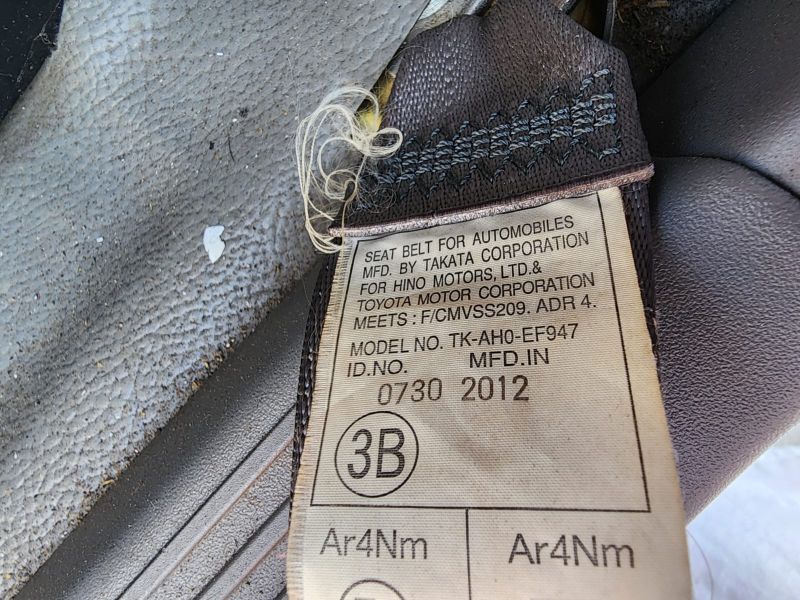 SEAT BELT FOR AUTOMOBILES
MFD. BY TAKATA CORPORATION
FOR HINO MOTORS, LTD.&
TOYOTA MOTOR CORPORATION
MEETS : F/CMVSS209. ADR 4.
MODEL NO. TK-AH0-EF947
ID.NO. MFD.IN
0730 2012
3B
Ar4Nm Ar4Nm